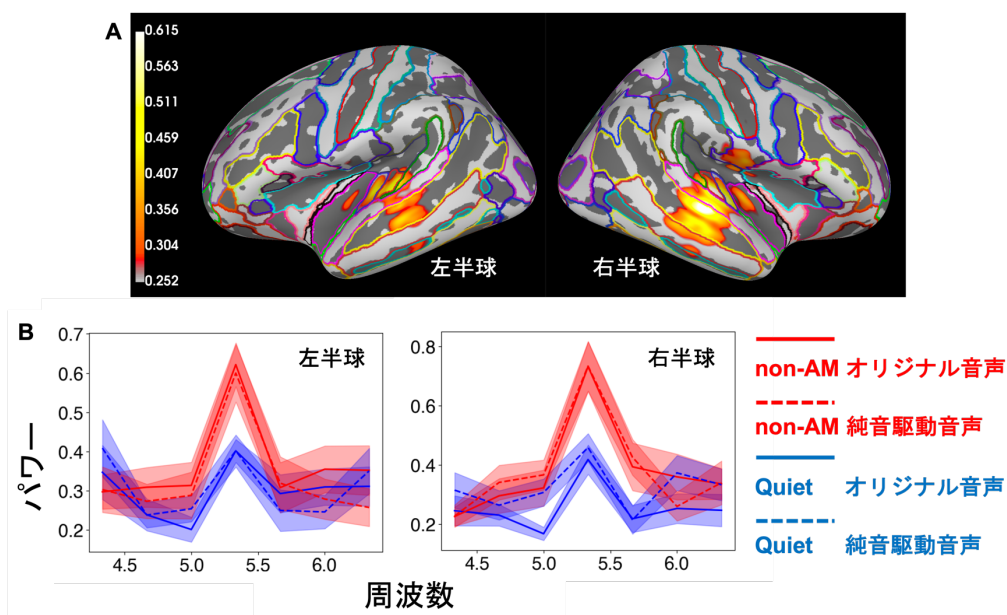 A
0.615
0.563
0.511
0.459
0.407
0.356
0.304
0.252
左半球
右半球
B
0.7
0.6
0.5
0.4
0.3
0.2
4.5 5.0 5.5 6.0
左半球
パワー
0.8
0.6
0.4
0.2
4.5 5.0 5.5 6.0
右半球
周波数
non-AM オリジナル音声
non-AM 純音駆動音声
Quiet オリジナル音声
Quiet 純音駆動音声